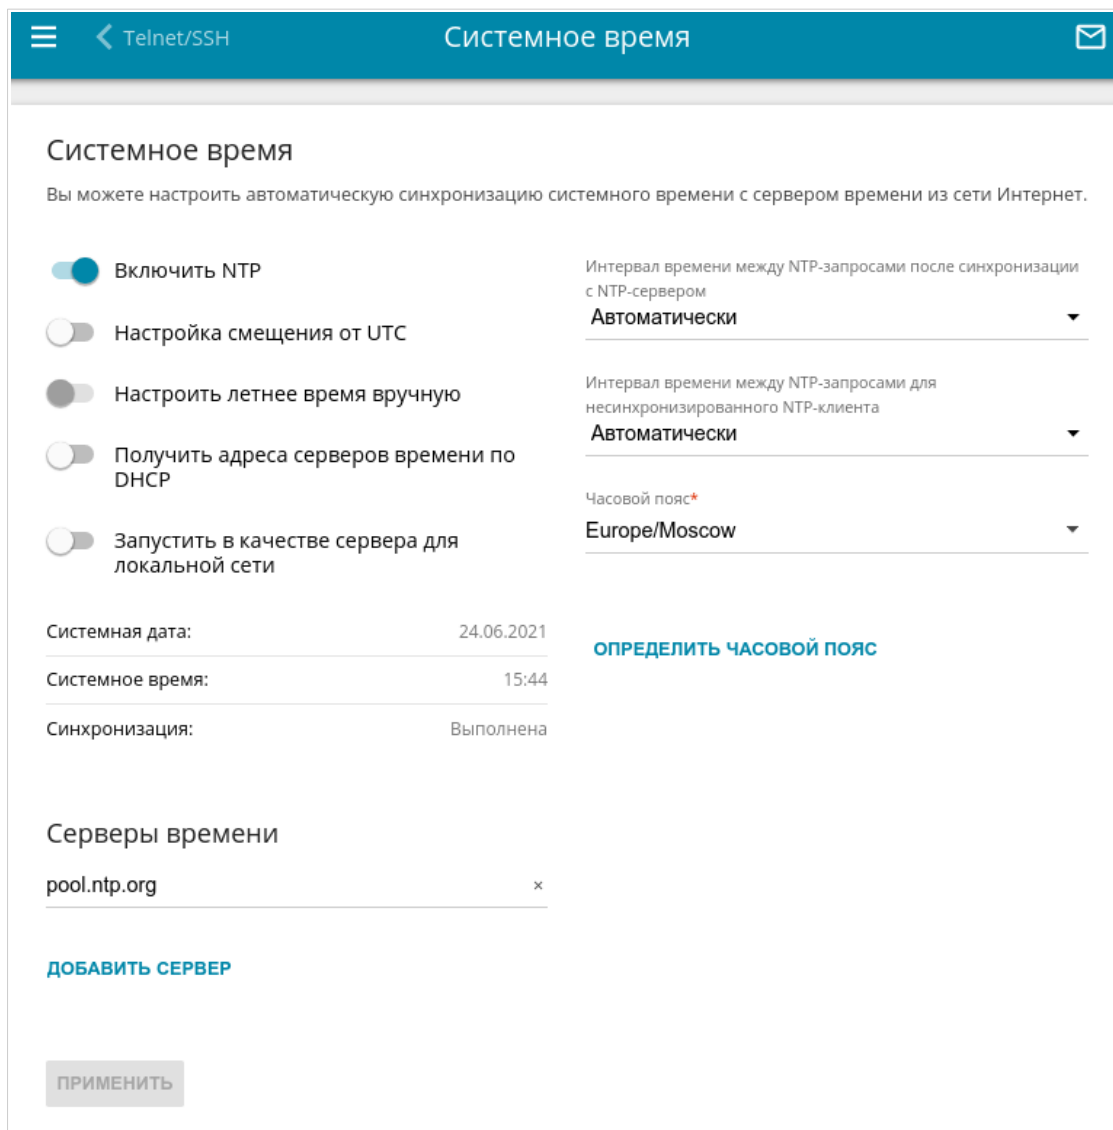 Telnet/SSH
Системное время
Системное время
Вы можете настроить автоматическую синхронизацию системного времени с сервером времени из сети Интернет.
Включить NTP
Настройка смещения от UTC
Настроить летнее время вручную
Получить адреса серверов времени по
DHCP
Запустить в качестве сервера для
локальной сети
Интервал времени между NTP-запросами после синхронизации
с NTP-сервером
Автоматически
Интервал времени между NTP-запросами для
несинхронизированного NTP-клиента
Автоматически
Часовой пояс*
Europe/Moscow
ОПРЕДЕЛИТЬ ЧАСОВОЙ ПОЯС
Системная дата: 24.06.2021
Системное время: 15:44
Синхронизация: Выполнена
Серверы времени
pool.ntp.org ×
ДОБАВИТЬ СЕРВЕР
ПРИМЕНИТЬ